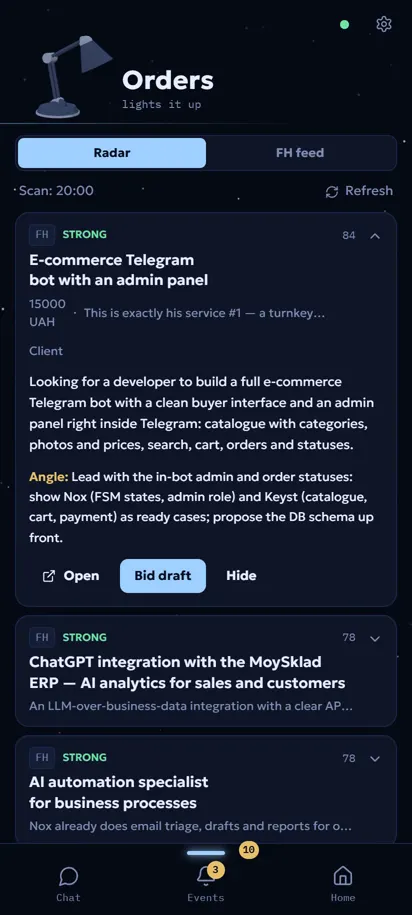 Orders
lights it up
Radar
FH feed
Scan: 20:00
Refresh
FH STRONG 84
E-commerce Telegram
bot with an admin panel
15000
UAH
· This is exactly his service #1 — a turnkey…
Client
Looking for a developer to build a full e-commerce
Telegram bot with a clean buyer interface and an admin
panel right inside Telegram: catalogue with categories,
photos and prices, search, cart, orders and statuses.
Angle: Lead with the in-bot admin and order statuses:
show Nox (FSM states, admin role) and Keyst (catalogue,
cart, payment) as ready cases; propose the DB schema up
front.
Open
Bid draft
Hide
FH STRONG 78
ChatGPT integration with the MoySklad
ERP — AI analytics for sales and customers
An LLM-over-business-data integration with a clear AP…
FH STRONG 78
AI automation specialist
for business processes
Nox already does email triage, drafts and reports for o…
10
3
Chat
Events
Home